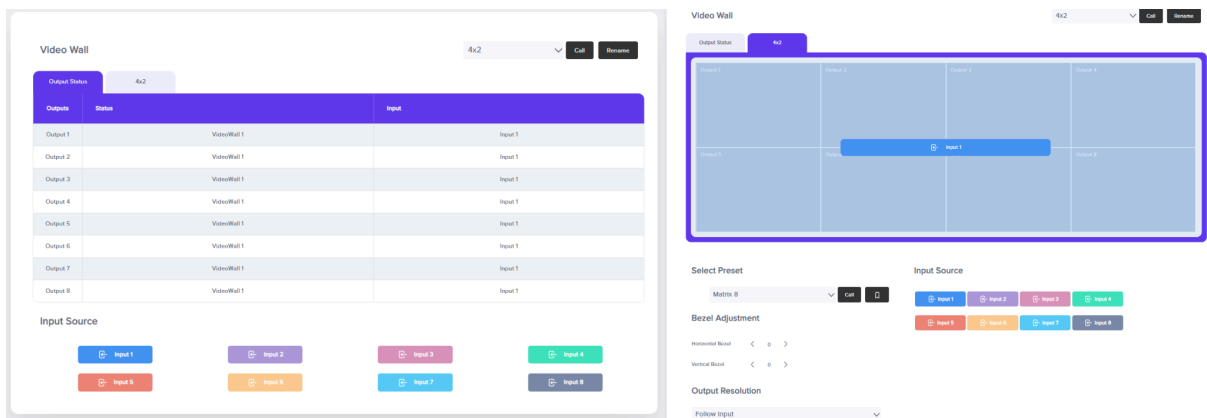 Video Wall
4x2
Call
Rename
Output Status
4x2
Outputs
Status
Input
Output 1
VideoWall 1
Input 1
Output 2
VideoWall 1
Input 1
Output 3
VideoWall 1
Input 1
Output 4
VideoWall 1
Input 1
Output 5
VideoWall 1
Input 1
Output 6
VideoWall 1
Input 1
Output 7
VideoWall 1
Input 1
Output 8
VideoWall 1
Input 1
Input Source
Input 1
Input 2
Input 3
Input 4
Input 5
Input 6
Input 7
Input 8
Video Wall
4x2
Call
Rename
Output Status
4x2
Output 1
Output 2
Output 3
Output 4
Input 1
Output 5
Output 8
Select Preset
Matrix 8
Call
Bezel Adjustment
Horizontal Bezel
0
Vertical Bezel
0
Output Resolution
Follow Input
Input Source
Input 1
Input 2
Input 3
Input 4
Input 5
Input 6
Input 7
Input 8